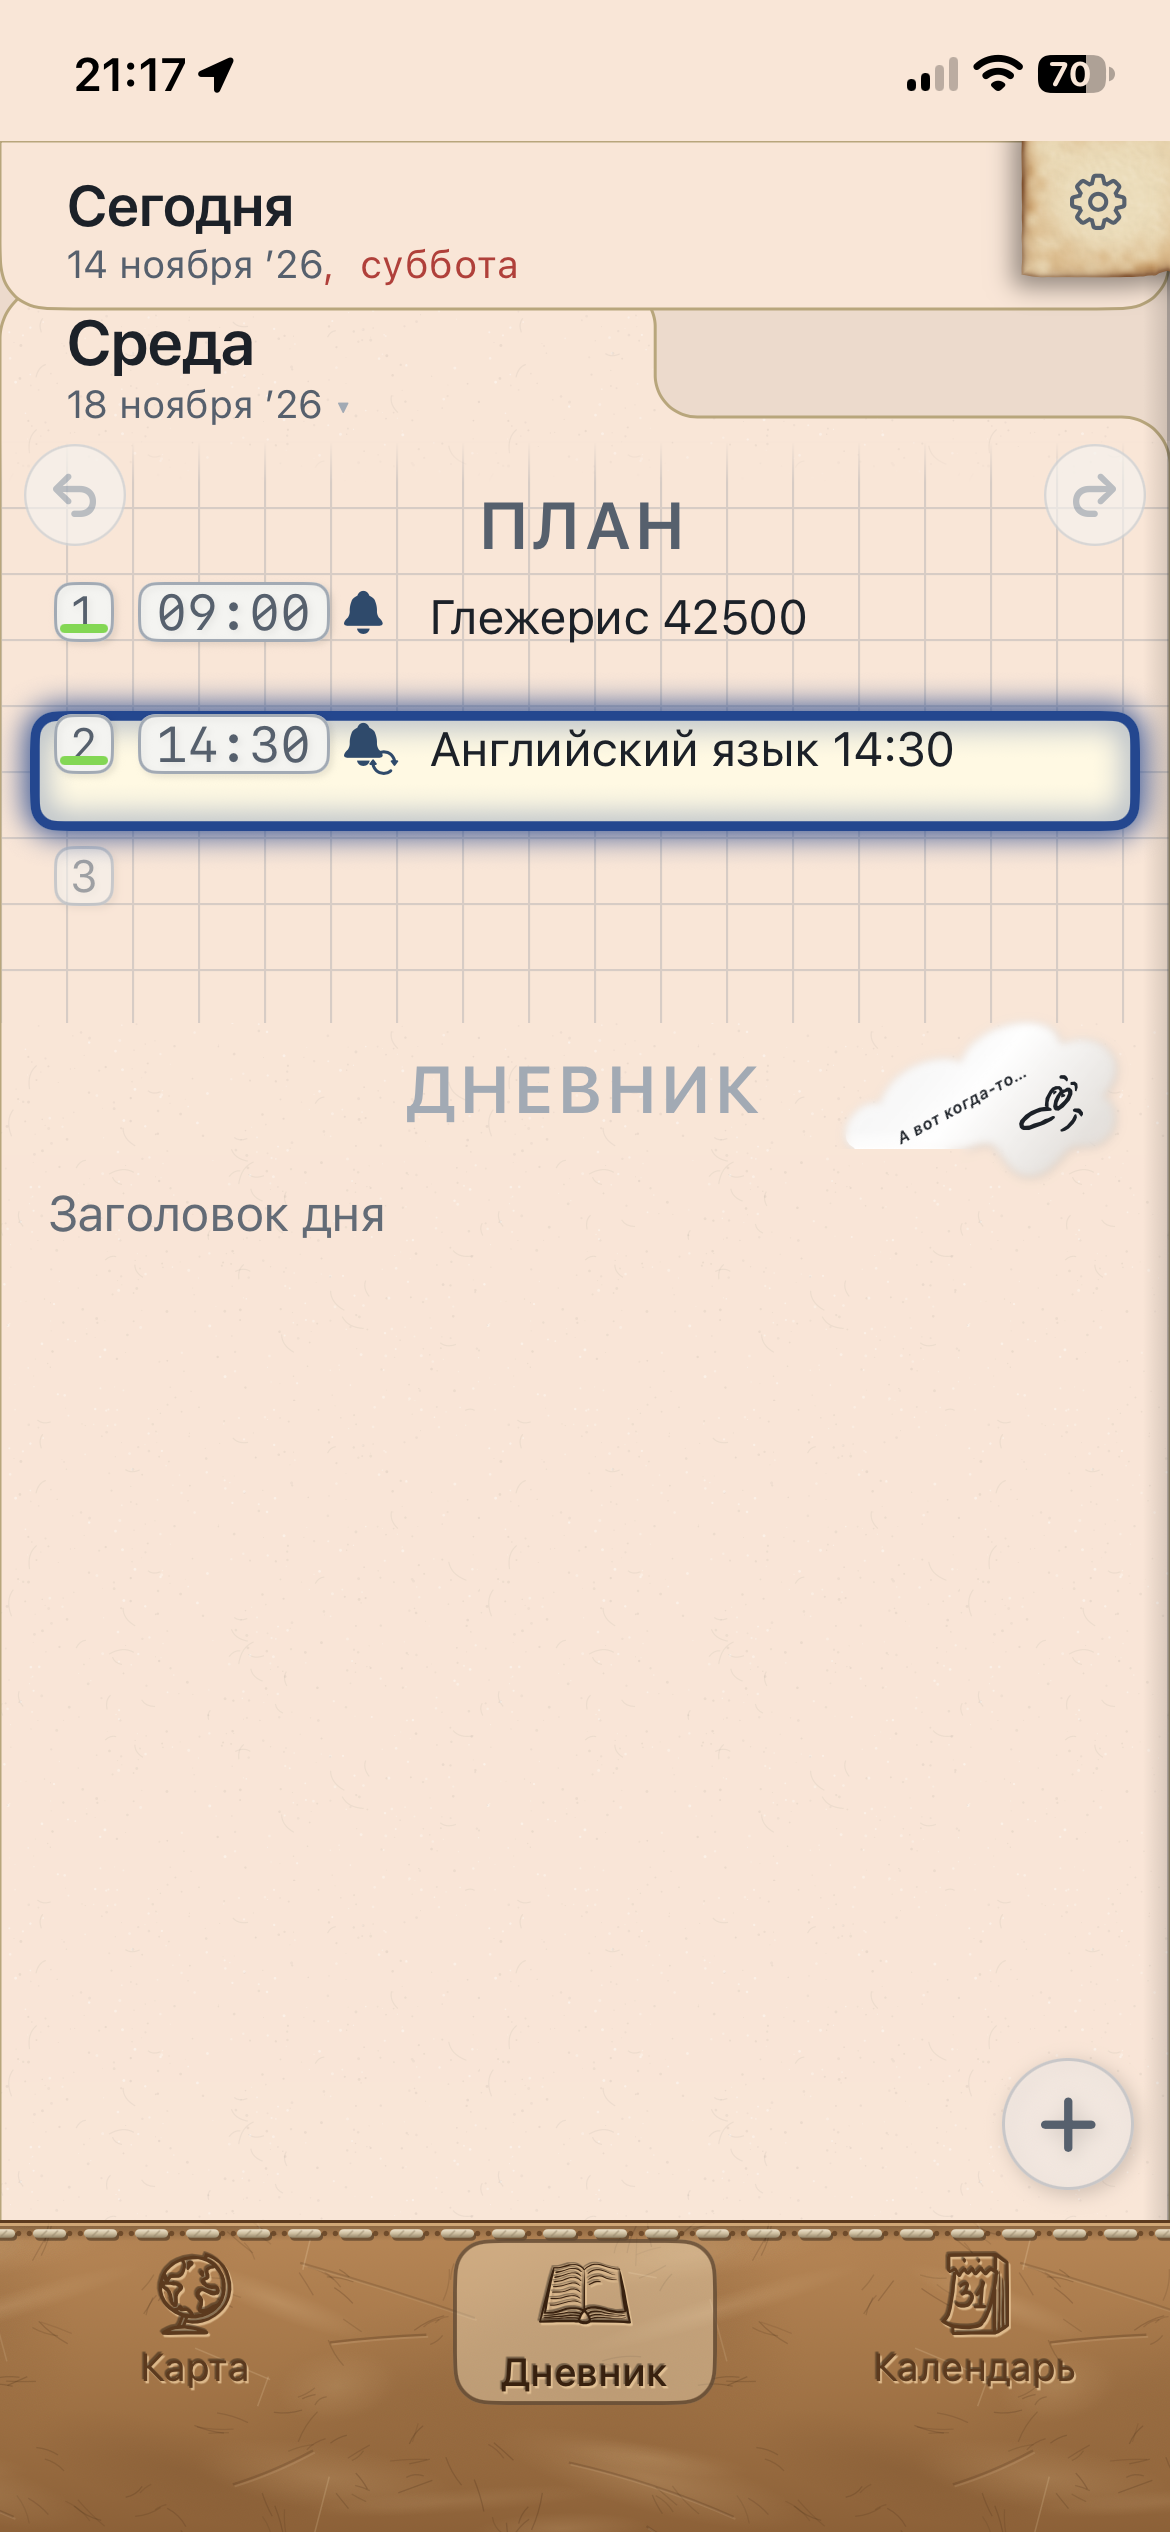 21:17
70
Сегодня
14 ноября ’26, суббота
Среда
18 ноября ’26
ПЛАН
1 09:00 Глежерис 42500
2 14:30 Английский язык 14:30
3
ДНЕВНИК
А вот когда-то...
Заголовок дня
31
Карта
Дневник
Календарь